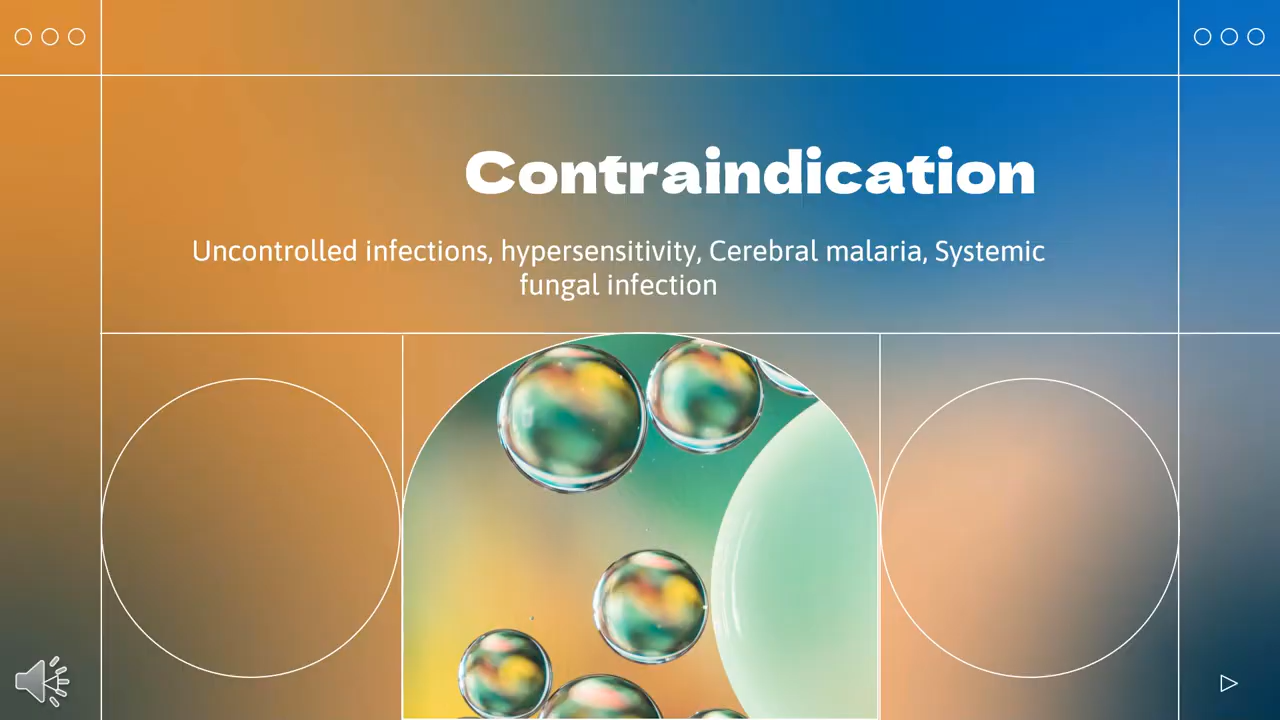 Contraindication
Uncontrolled infections, hypersensitivity, Cerebral malaria, Systemic
fungal infection